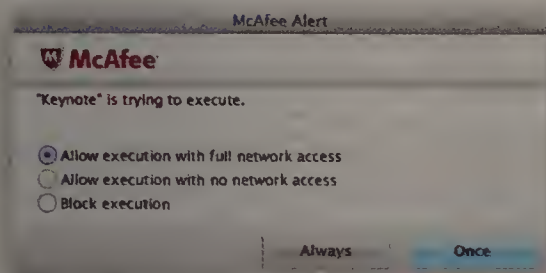 McAfee Alert
McAfee
"Keynote" is trying to execute.
Allow execution with full network access
Allow execution with no network access
Block execution
Always Once